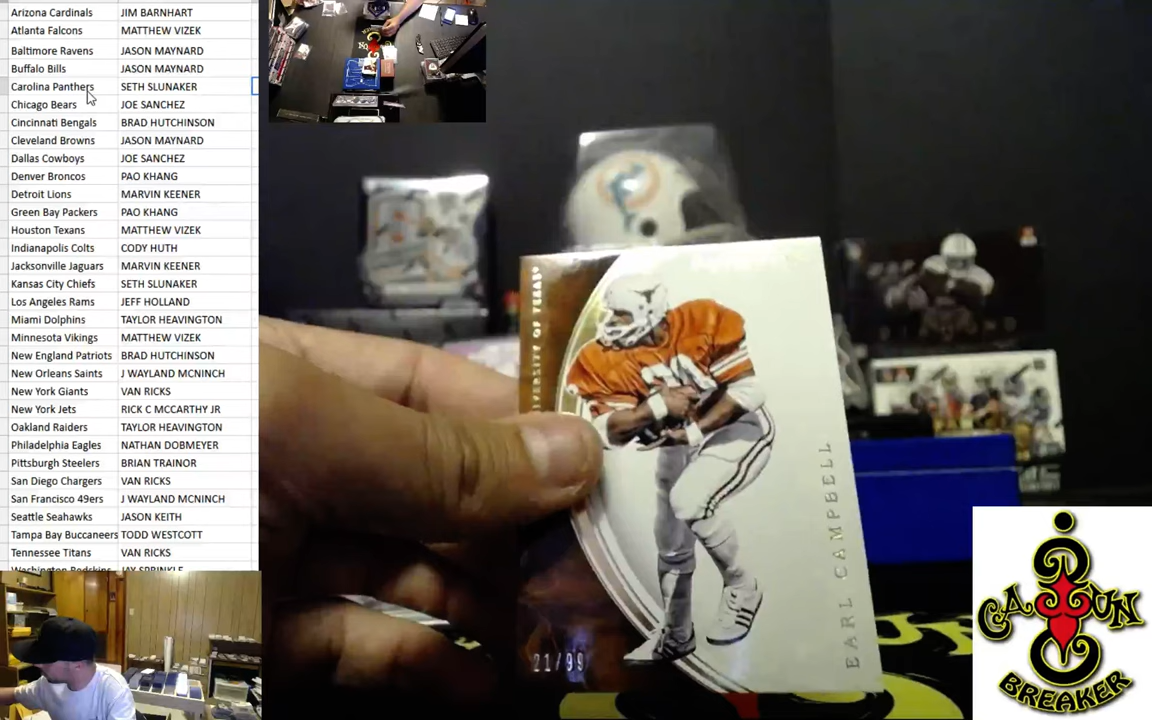 Arizona Cardinals JIM BARNHART
Atlanta Falcons MATTHEW VIZEK
Baltimore Ravens JASON MAYNARD
Buffalo Bills JASON MAYNARD
Carolina Panthers SETH SLUNAKER
Chicago Bears JOE SANCHEZ
Cincinnati Bengals BRAD HUTCHINSON
Cleveland Browns JASON MAYNARD
Dallas Cowboys JOE SANCHEZ
Denver Broncos PAO KHANG
Detroit Lions MARVIN KEENER
Green Bay Packers PAO KHANG
Houston Texans MATTHEW VIZEK
Indianapolis Colts CODY HUTH
Jacksonville Jaguars MARVIN KEENER
Kansas City Chiefs SETH SLUNAKER
Los Angeles Rams JEFF HOLLAND
Miami Dolphins TAYLOR HEAVINGTON
Minnesota Vikings MATTHEW VIZEK
New England Patriots BRAD HUTCHINSON
New Orleans Saints J WAYLAND MCNINCH
New York Giants VAN RICKS
New York Jets RICK C MCCARTHY JR
Oakland Raiders TAYLOR HEAVINGTON
Philadelphia Eagles NATHAN DOBMEYER
Pittsburgh Steelers BRIAN TRAINOR
San Diego Chargers VAN RICKS
San Francisco 49ers J WAYLAND MCNINCH
Seattle Seahawks JASON KEITH
Tampa Bay Buccaneers TODD WESTCOTT
Tennessee Titans VAN RICKS
Washington Redskins JAY SPRINKLE
UNIVERSITY OF TEXAS
EARL CAMPBELL
21/99
CAJUN
BREAKER